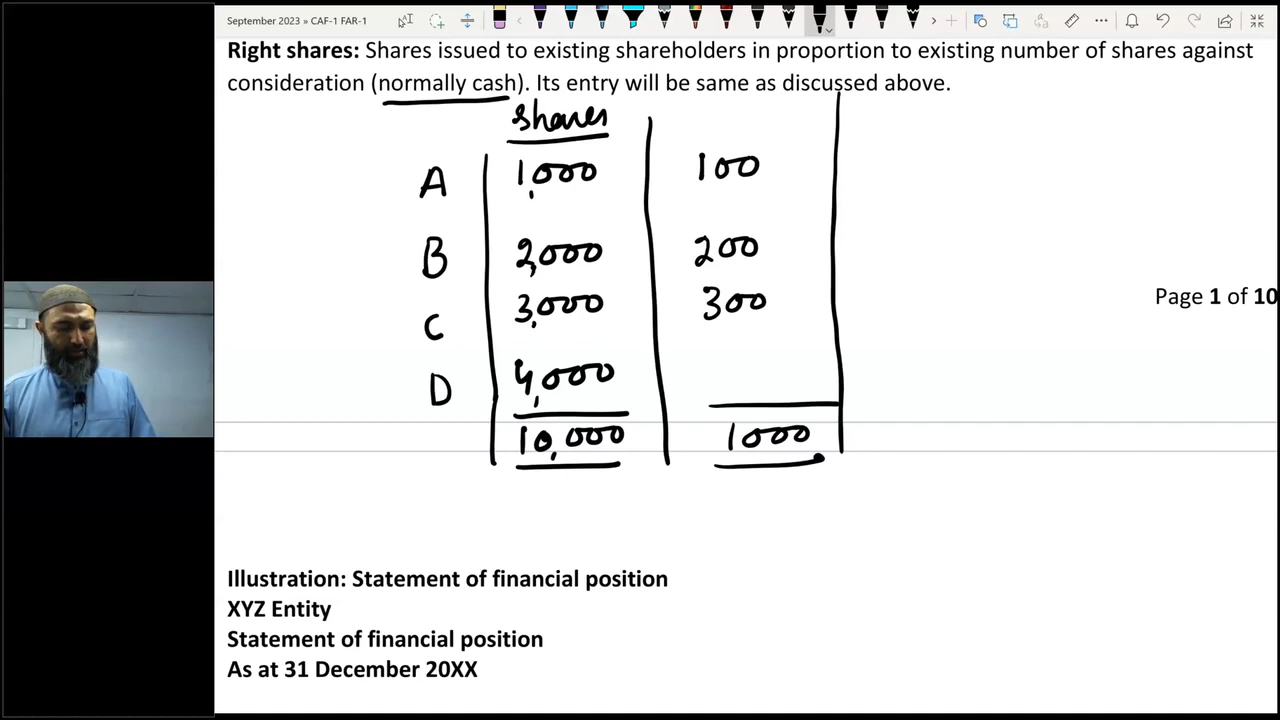 September 2023 » CAF-1 FAR-1
Right shares: Shares issued to existing shareholders in proportion to existing number of shares against
consideration (normally cash). Its entry will be same as discussed above.
shares
A 1,000 100
B 2,000 200
C 3,000 300
D 4,000
10,000 1000
Page 1 of 10
Illustration: Statement of financial position
XYZ Entity
Statement of financial position
As at 31 December 20XX